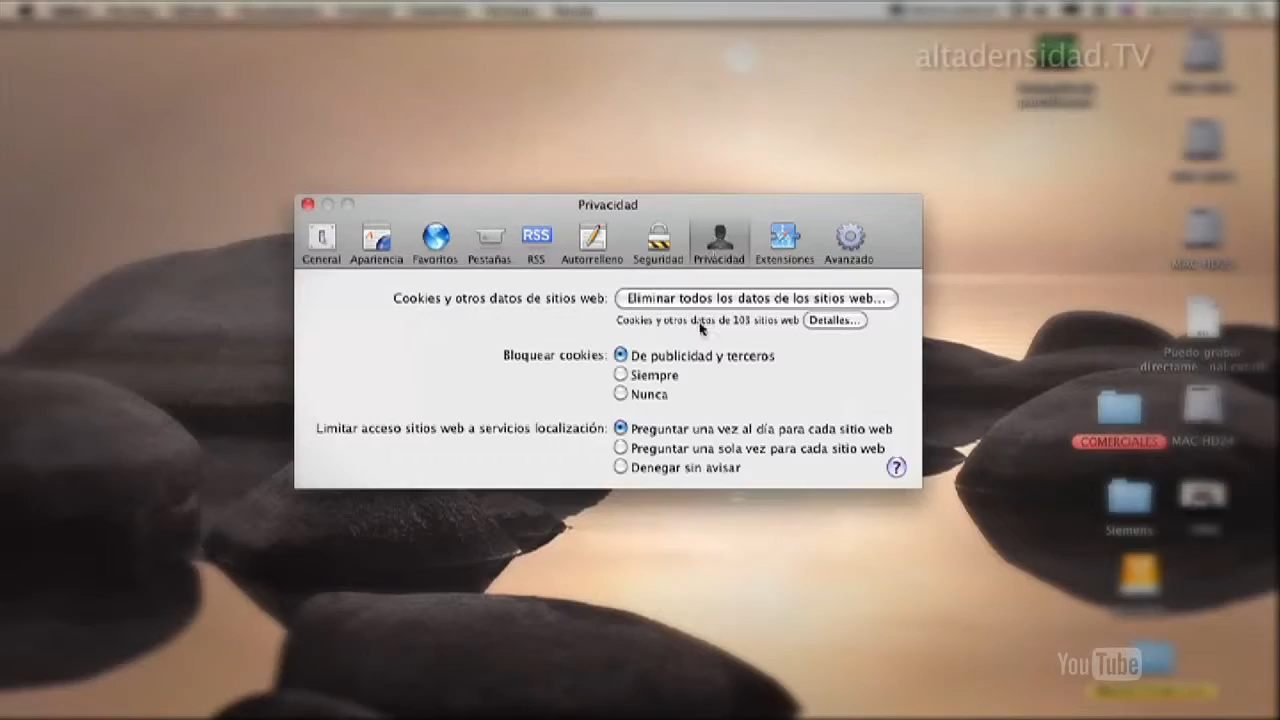 altadensidad.TV
Privacidad
General
Apariencia
Favoritos
Pestañas
RSS
RSS
Autorrelleno
Seguridad
Privacidad
Extensiones
Avanzado
Cookies y otros datos de sitios web:
Eliminar todos los datos de los sitios web...
Cookies y otros datos de 103 sitios web
Detalles...
Bloquear cookies:
De publicidad y terceros
Siempre
Nunca
Limitar acceso sitios web a servicios localización:
Preguntar una vez al día para cada sitio web
Preguntar una sola vez para cada sitio web
Denegar sin avisar
?
Puedo grabar
COMERCIALES
MAC HD24
Siemens
YouTube